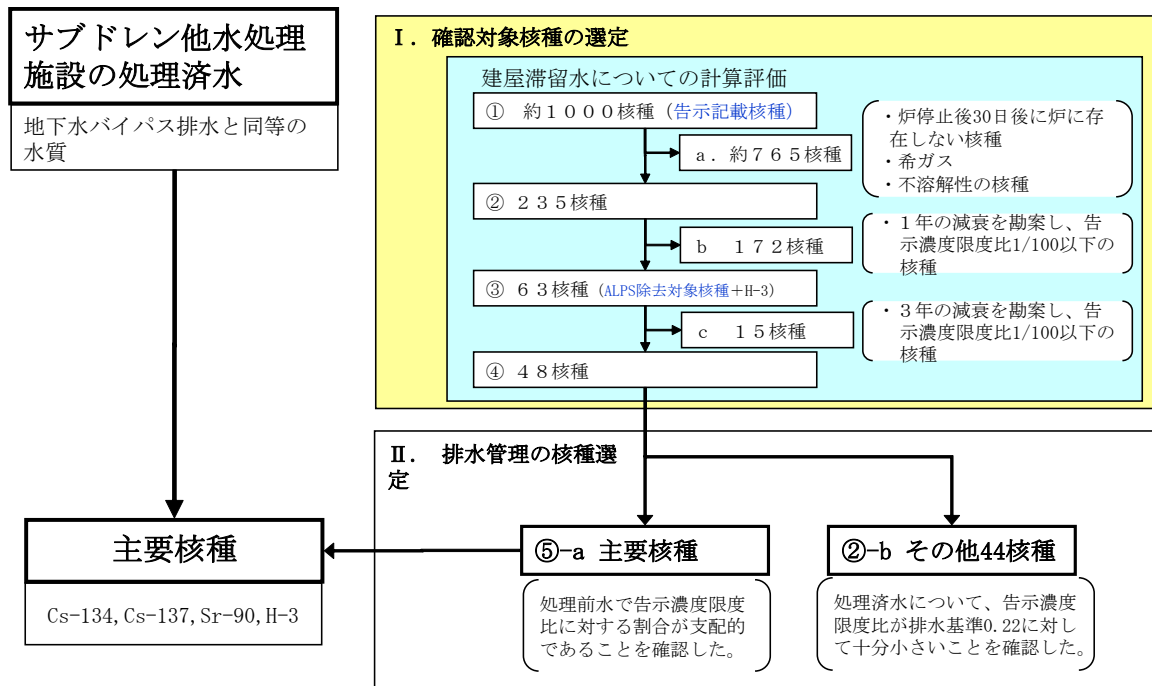 サブドレン他水処理
施設の処理済水
地下水バイパス排水と同等の
水質
主要核種
Cs-134,Cs-137,Sr-90,H-3
Ⅰ. 確認対象核種の選定
建屋滞留水についての計算評価
① 約1000核種（告示記載核種）
a. 約765核種
・炉停止後30日後に炉に存
在しない核種
・希ガス
・不溶解性の核種
② 235核種
b 172核種
・１年の減衰を勘案し、告
示濃度限度比1/100以下の
核種
③ 63核種（ALPS除去対象核種＋H-3）
c 15核種
・３年の減衰を勘案し、告
示濃度限度比1/100以下の
核種
④ 48核種
Ⅱ. 排水管理の核種選
定
⑤-a 主要核種
処理前水で告示濃度限度
比に対する割合が支配的
であることを確認した。
②-b その他44核種
処理済水について、告示濃度
限度比が排水基準0.22に対し
て十分小さいことを確認した。